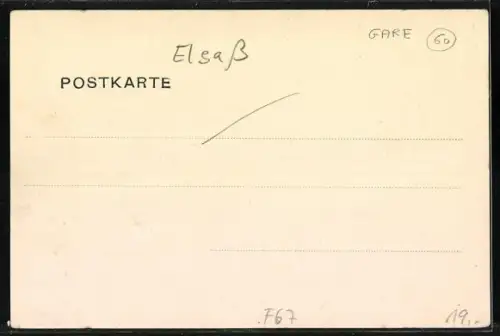 GARE 60
Elsaß
POSTKARTE
F67 19,-